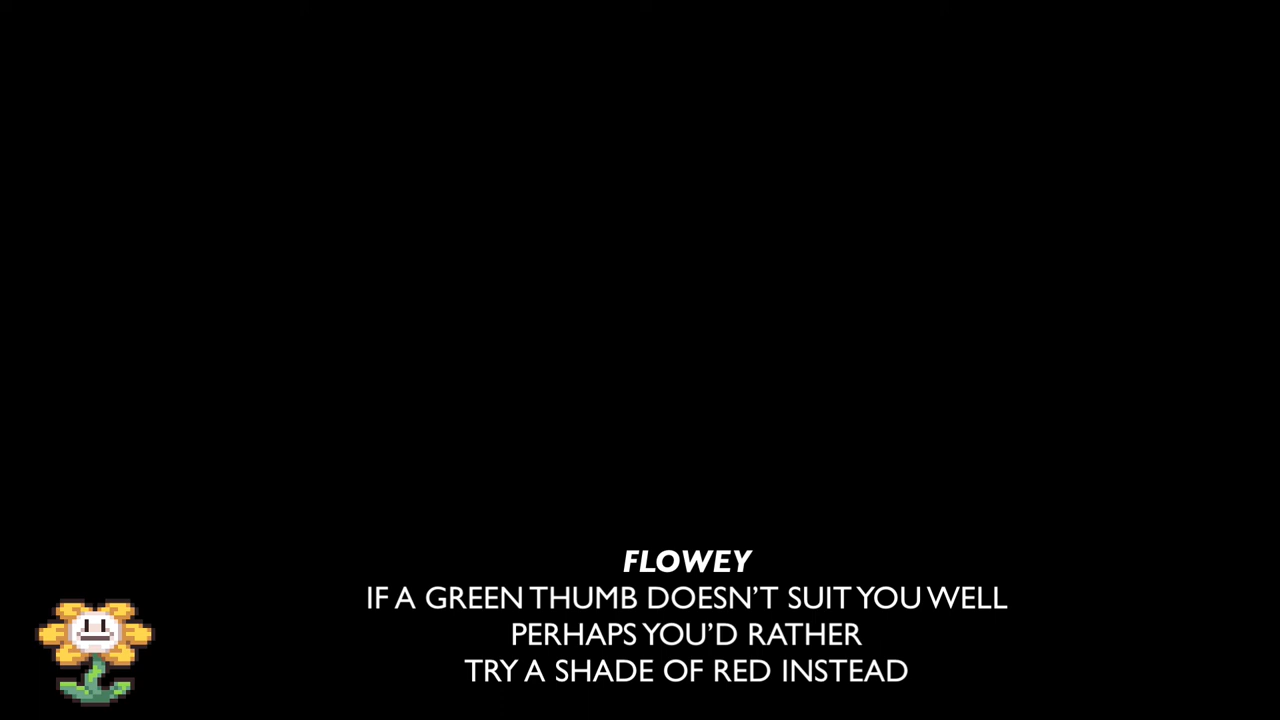 FLOWEY
IF A GREEN THUMB DOESN'T SUIT YOU WELL
PERHAPS YOU'D RATHER
TRY A SHADE OF RED INSTEAD